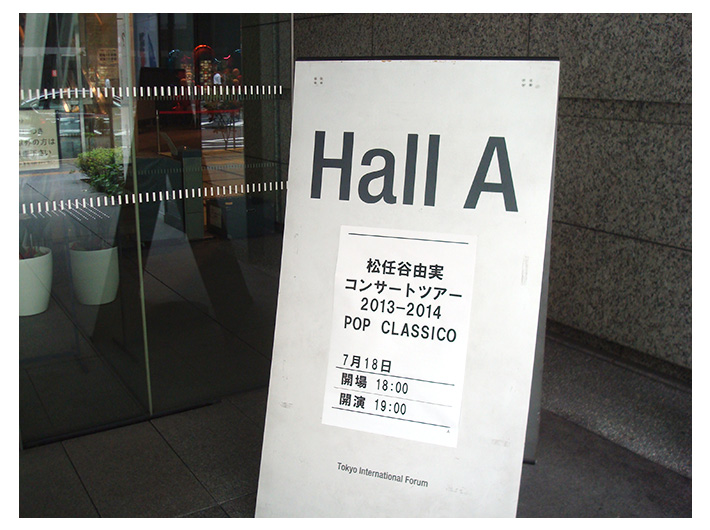 Hall A
松任谷由実
コンサートツアー
2013-2014
POP CLASSICO
7月18日
開場 18:00
開演 19:00
Tokyo International Forum